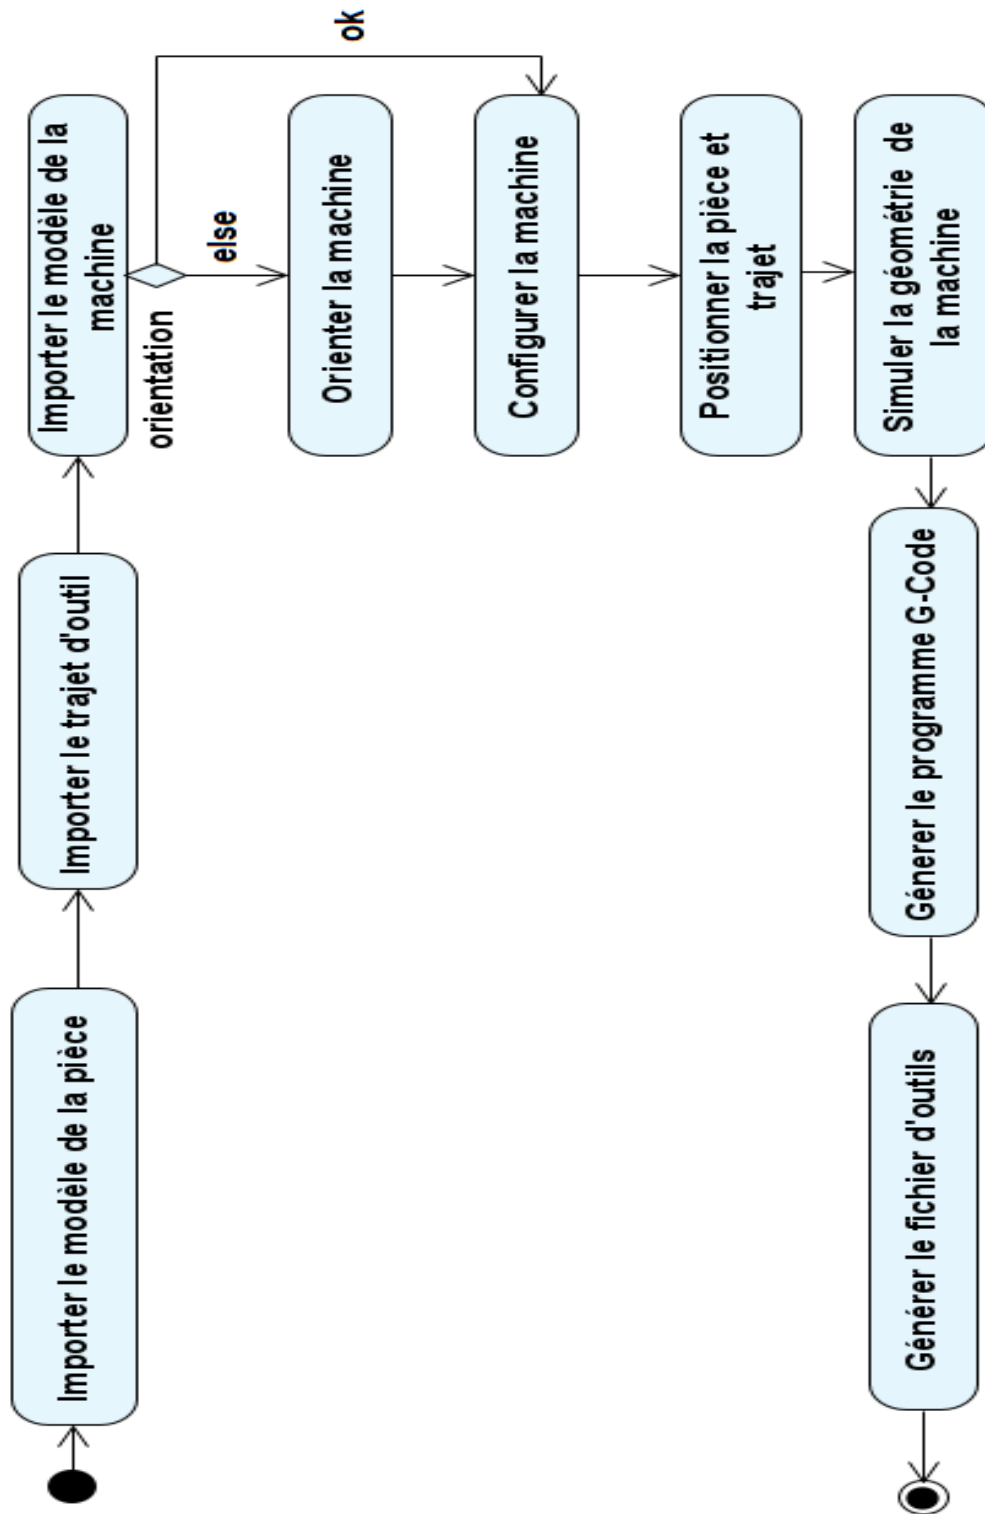 Importer le modèle de la pièce
Importer le trajet d'outil
Importer le modèle de la
machine
orientation
ok
else
Orienter la machine
Configurer la machine
Positionner la pièce et
trajet
Simuler la géométrie de
la machine
Génerer le programme G-Code
Générer le fichier d'outils